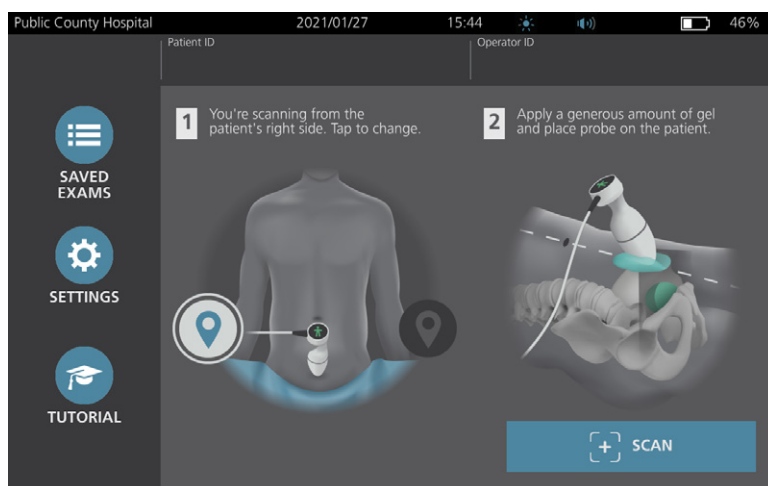 Public County Hospital 2021/01/27 15:44 46%
Patient ID
Operator ID
1 You're scanning from the
patient's right side. Tap to change.
2 Apply a generous amount of gel
and place probe on the patient.
SAVED
EXAMS
SETTINGS
TUTORIAL
SCAN